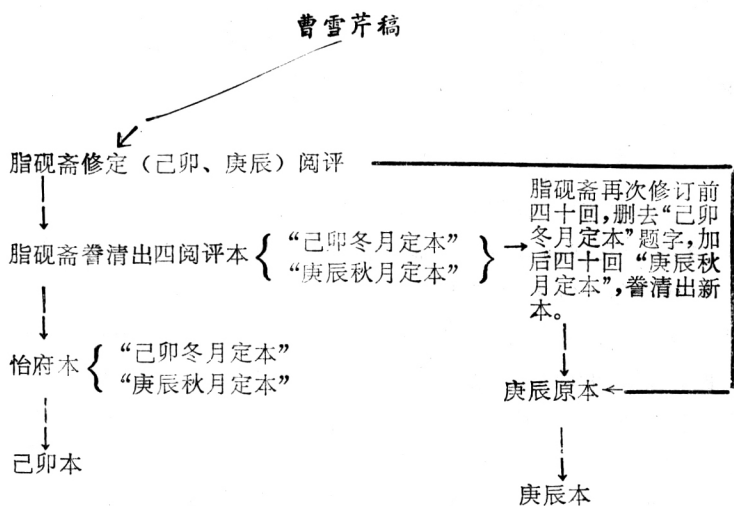 曹雪芹稿
脂砚斋修定（己卯、庚辰）阅评
脂砚斋誊清出四阅评本
“己卯冬月定本”
“庚辰秋月定本”
脂砚斋再次修订前
四十回，删去“己卯
冬月定本”题字，加
后四十回“庚辰秋
月定本”，誊清出新
本。
怡府本
“己卯冬月定本”
“庚辰秋月定本”
庚辰原本
己卯本
庚辰本